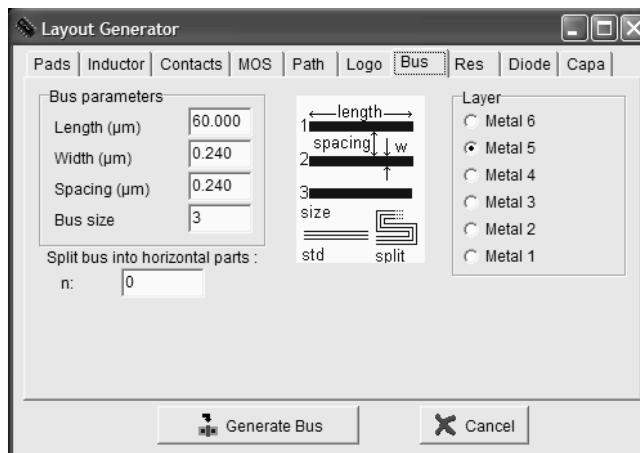 Layout Generator
Pads Inductor Contacts MOS Path Logo Bus Res Diode Capa
Bus parameters
Length (µm) 60.000
Width (µm) 0.240
Spacing (µm) 0.240
Bus size 3
Split bus into horizontal parts :
n: 0
length
1
spacing w
2
3
size
std split
Layer
Metal 6
Metal 5
Metal 4
Metal 3
Metal 2
Metal 1
Generate Bus Cancel